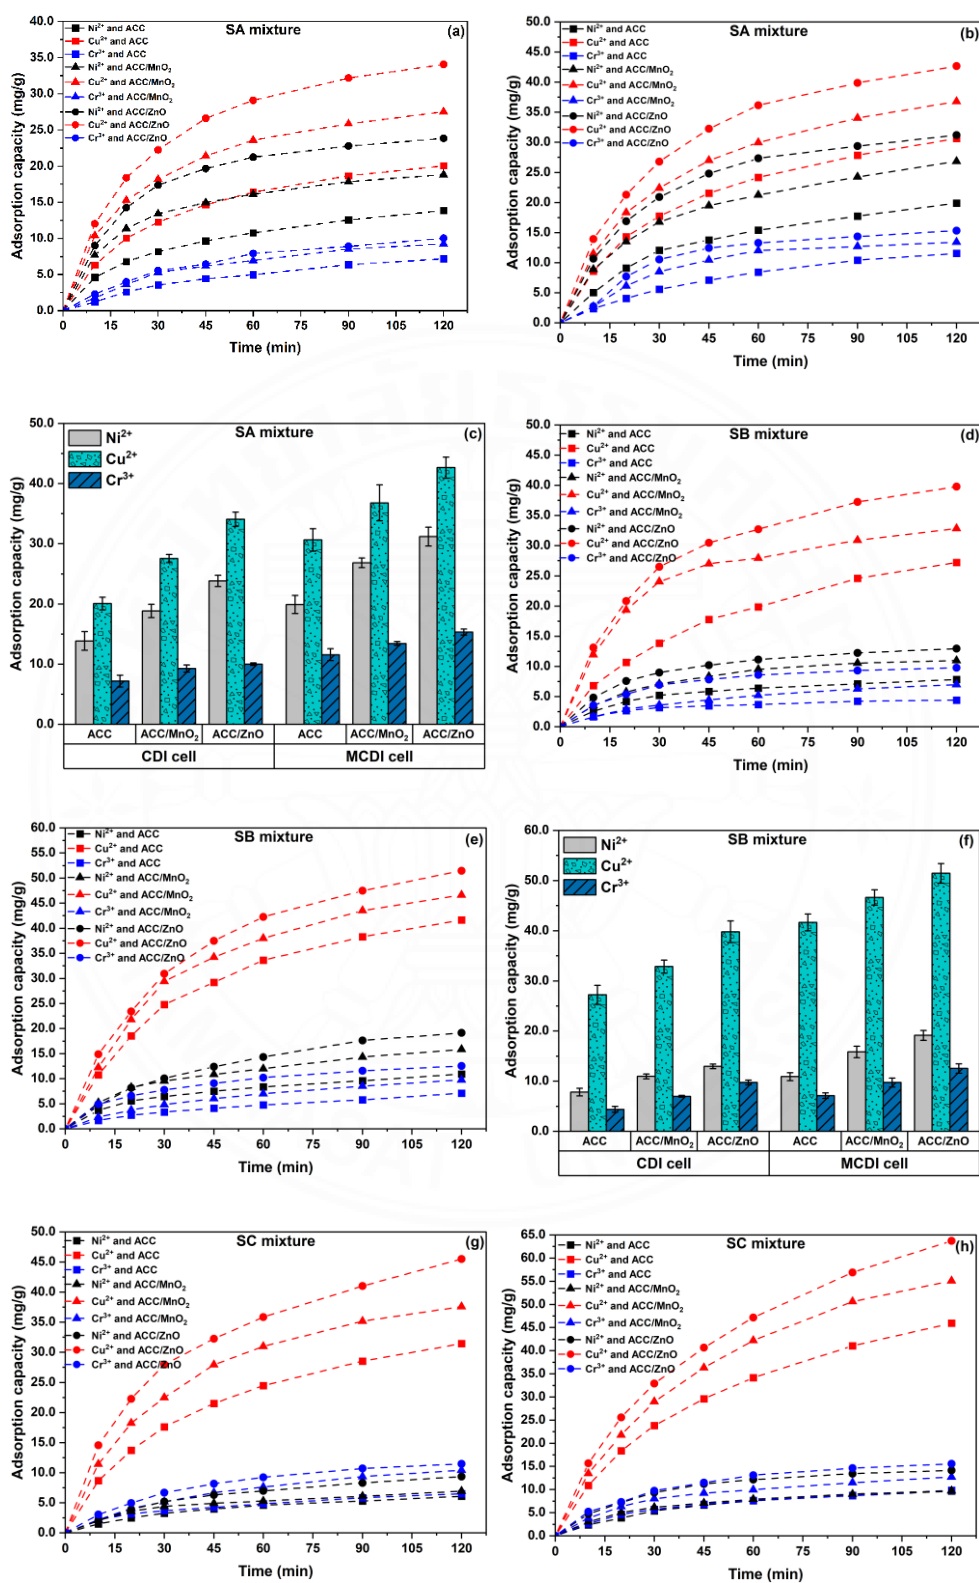 SA mixture
(a)
Ni²⁺ and ACC
Cu²⁺ and ACC
Cr³⁺ and ACC
Ni²⁺ and ACC/MnO₂
Cu²⁺ and ACC/MnO₂
Cr³⁺ and ACC/MnO₂
Ni²⁺ and ACC/ZnO
Cu²⁺ and ACC/ZnO
Cr³⁺ and ACC/ZnO
Adsorption capacity (mg/g)
40.0
35.0
30.0
25.0
20.0
15.0
10.0
5.0
0.0
0 15 30 45 60 75 90 105 120
Time (min)
SA mixture
(b)
Ni²⁺ and ACC
Cu²⁺ and ACC
Cr³⁺ and ACC
Ni²⁺ and ACC/MnO₂
Cu²⁺ and ACC/MnO₂
Cr³⁺ and ACC/MnO₂
Ni²⁺ and ACC/ZnO
Cu²⁺ and ACC/ZnO
Cr³⁺ and ACC/ZnO
Adsorption capacity (mg/g)
50.0
45.0
40.0
35.0
30.0
25.0
20.0
15.0
10.0
5.0
0.0
0 15 30 45 60 75 90 105 120
Time (min)
SA mixture
(c)
Ni²⁺
Cu²⁺
Cr³⁺
Adsorption capacity (mg/g)
50.0
40.0
30.0
20.0
10.0
0.0
ACC ACC/MnO₂ ACC/ZnO ACC ACC/MnO₂ ACC/ZnO
CDI cell MCDI cell
SB mixture
(d)
Ni²⁺ and ACC
Cu²⁺ and ACC
Cr³⁺ and ACC
Ni²⁺ and ACC/MnO₂
Cu²⁺ and ACC/MnO₂
Cr³⁺ and ACC/MnO₂
Ni²⁺ and ACC/ZnO
Cu²⁺ and ACC/ZnO
Cr³⁺ and ACC/ZnO
Adsorption capacity (mg/g)
50.0
45.0
40.0
35.0
30.0
25.0
20.0
15.0
10.0
5.0
0.0
0 15 30 45 60 75 90 105 120
Time (min)
SB mixture
(e)
Ni²⁺ and ACC
Cu²⁺ and ACC
Cr³⁺ and ACC
Ni²⁺ and ACC/MnO₂
Cu²⁺ and ACC/MnO₂
Cr³⁺ and ACC/MnO₂
Ni²⁺ and ACC/ZnO
Cu²⁺ and ACC/ZnO
Cr³⁺ and ACC/ZnO
Adsorption capacity (mg/g)
60.0
55.0
50.0
45.0
40.0
35.0
30.0
25.0
20.0
15.0
10.0
5.0
0.0
0 15 30 45 60 75 90 105 120
Time (min)
SB mixture
(f)
Ni²⁺
Cu²⁺
Cr³⁺
Adsorption capacity (mg/g)
60.0
50.0
40.0
30.0
20.0
10.0
0.0
ACC ACC/MnO₂ ACC/ZnO ACC ACC/MnO₂ ACC/ZnO
CDI cell MCDI cell
SC mixture
(g)
Ni²⁺ and ACC
Cu²⁺ and ACC
Cr³⁺ and ACC
Ni²⁺ and ACC/MnO₂
Cu²⁺ and ACC/MnO₂
Cr³⁺ and ACC/MnO₂
Ni²⁺ and ACC/ZnO
Cu²⁺ and ACC/ZnO
Cr³⁺ and ACC/ZnO
Adsorption capacity (mg/g)
50.0
45.0
40.0
35.0
30.0
25.0
20.0
15.0
10.0
5.0
0.0
0 15 30 45 60 75 90 105 120
Time (min)
SC mixture
(h)
Ni²⁺ and ACC
Cu²⁺ and ACC
Cr³⁺ and ACC
Ni²⁺ and ACC/MnO₂
Cu²⁺ and ACC/MnO₂
Cr³⁺ and ACC/MnO₂
Ni²⁺ and ACC/ZnO
Cu²⁺ and ACC/ZnO
Cr³⁺ and ACC/ZnO
Adsorption capacity (mg/g)
65.0
60.0
55.0
50.0
45.0
40.0
35.0
30.0
25.0
20.0
15.0
10.0
5.0
0.0
0 15 30 45 60 75 90 105 120
Time (min)